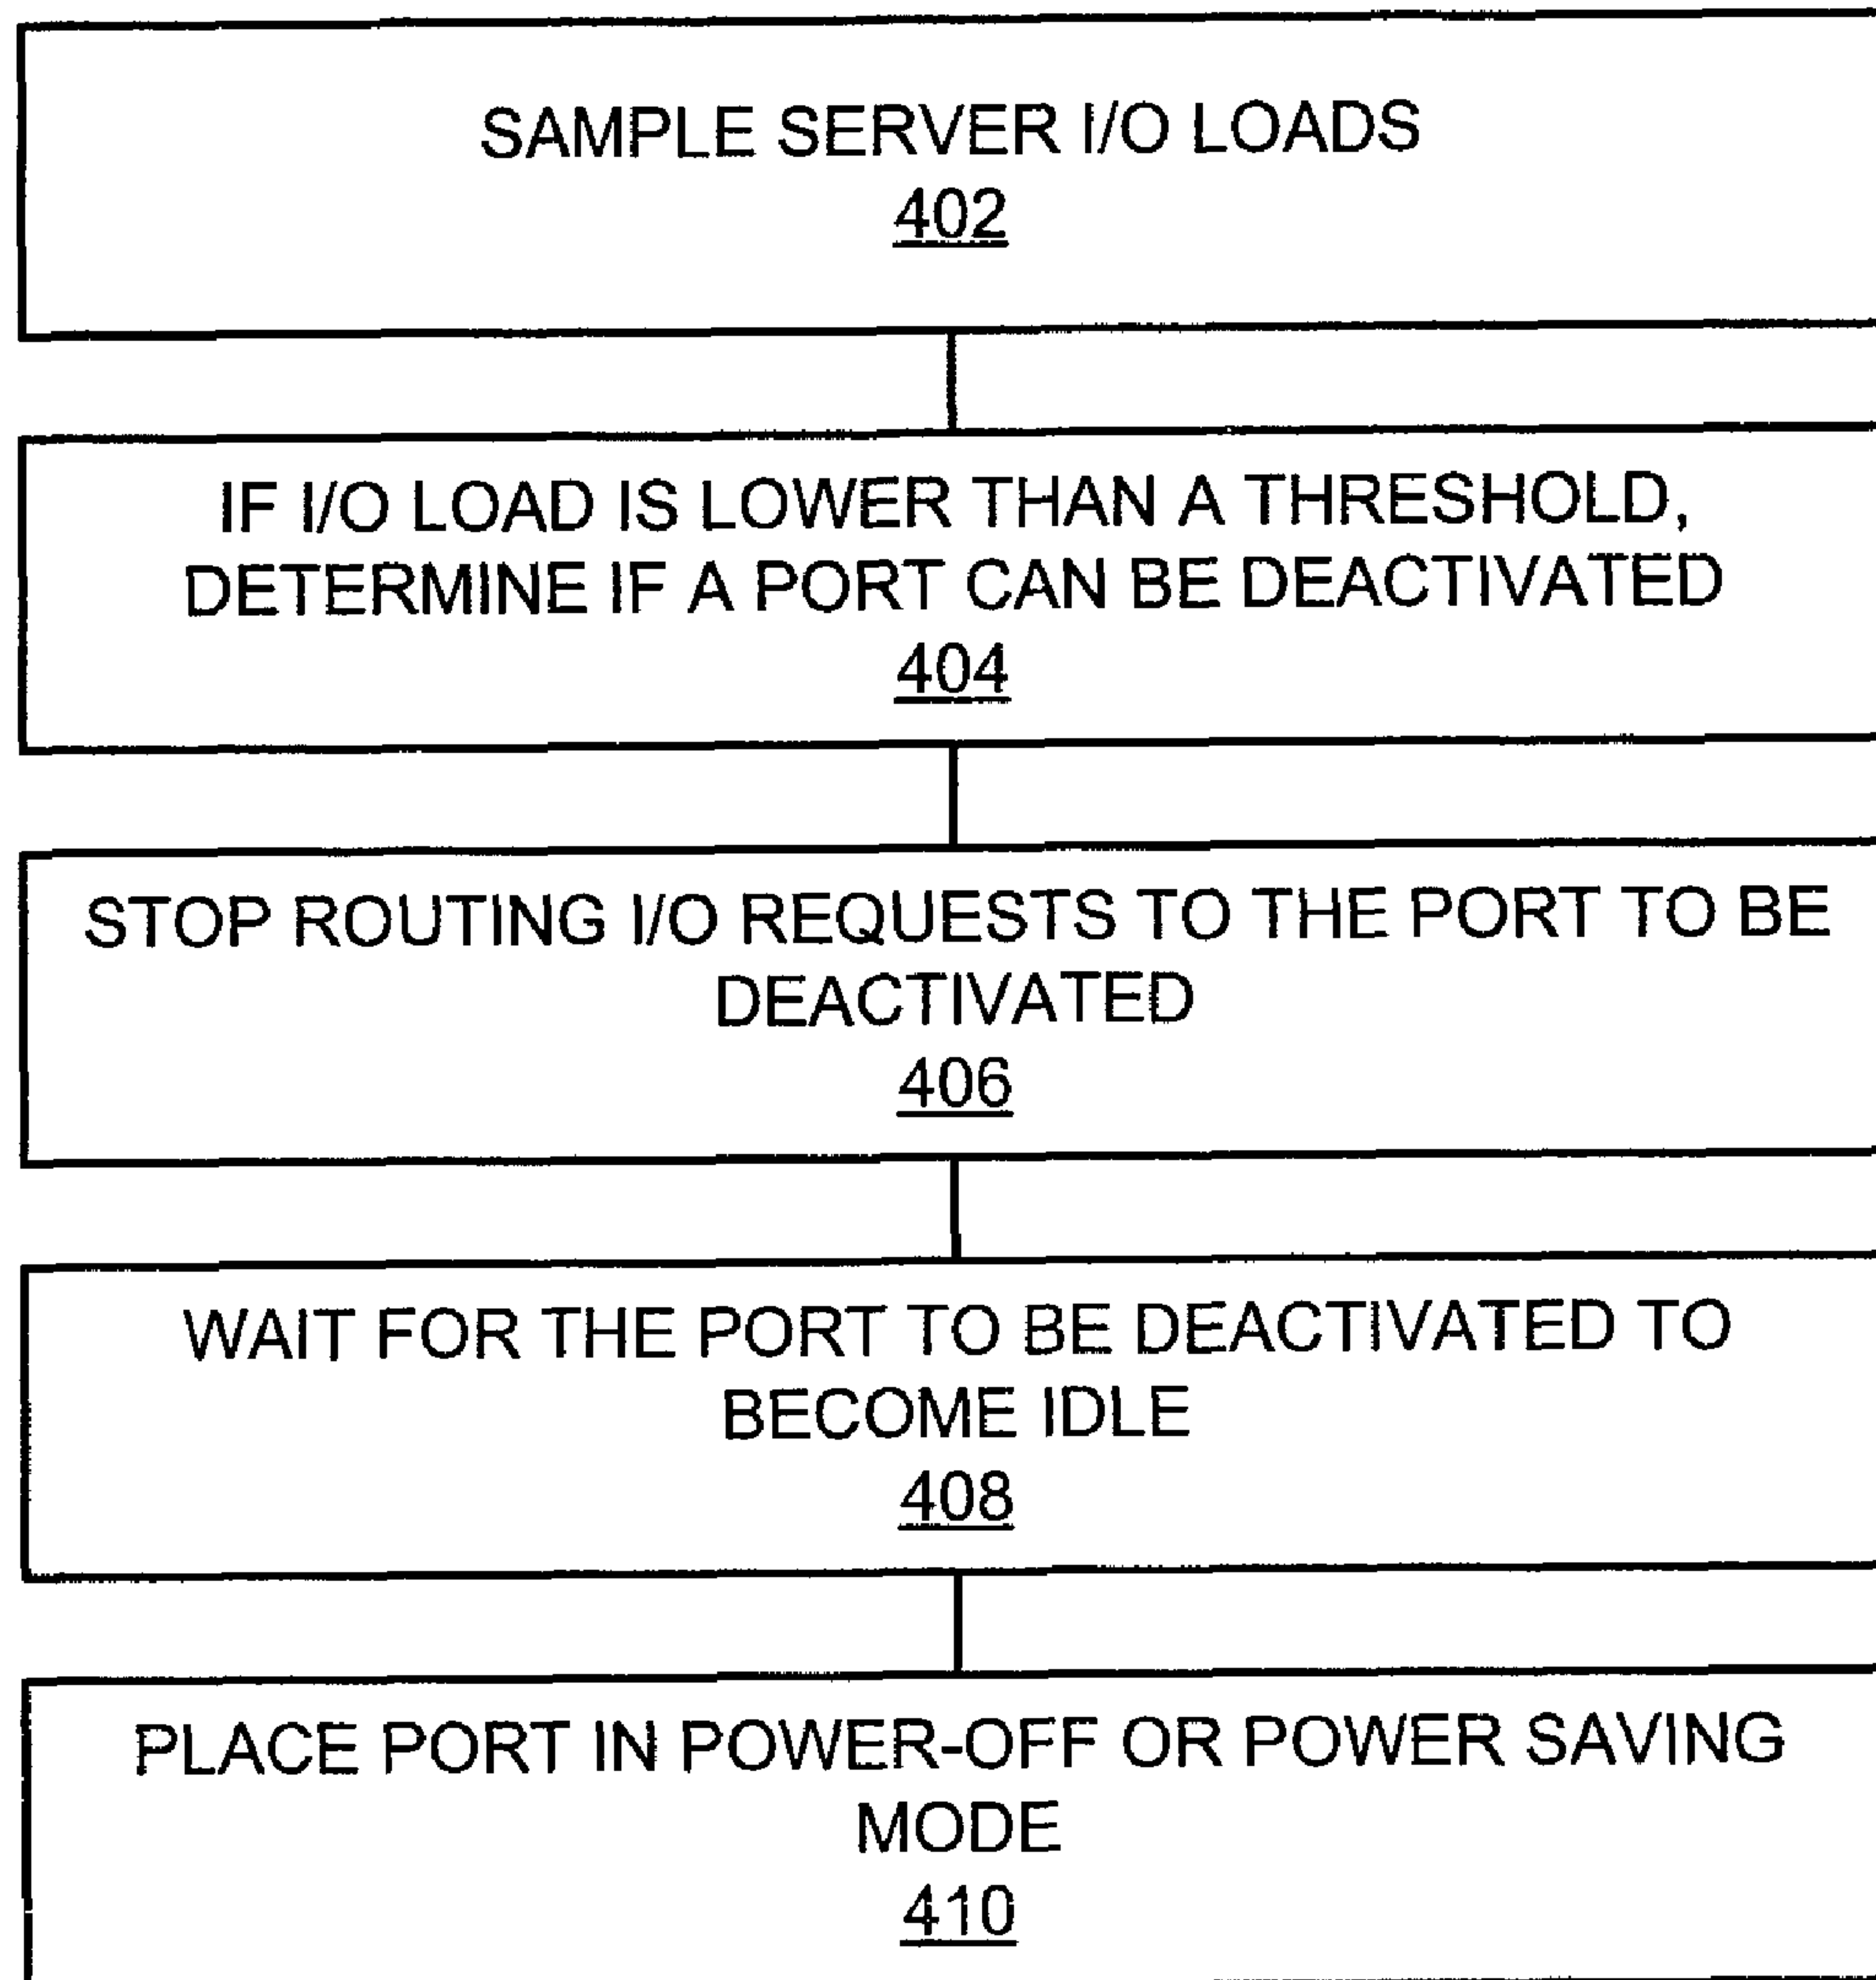 SAMPLE SERVER I/O LOADS
402
IF I/O LOAD IS LOWER THAN A THRESHOLD,
DETERMINE IF A PORT CAN BE DEACTIVATED
404
STOP ROUTING I/O REQUESTS TO THE PORT TO BE
DEACTIVATED
406
WAIT FOR THE PORT TO BE DEACTIVATED TO
BECOME IDLE
408
PLACE PORT IN POWER-OFF OR POWER SAVING
MODE
410